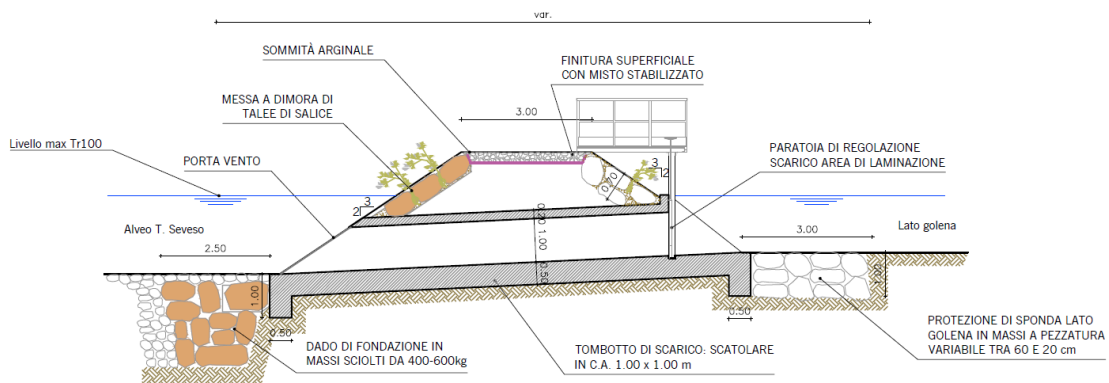 var.
SOMMITÀ ARGINALE
FINITURA SUPERFICIALE
CON MISTO STABILIZZATO
MESSA A DIMORA DI
TALEE DI SALICE
3.00
Livello max Tr100
PORTA VENTO
PARATOIA DI REGOLAZIONE
SCARICO AREA DI LAMINAZIONE
3
2
0.70
3
2
Alveo T. Seveso
0.20
1.00
0.50
Lato golena
2.50
3.00
1.00
1.00
0.50
0.50
DADO DI FONDAZIONE IN
MASSI SCIOLTI DA 400-600kg
TOMBOTTO DI SCARICO: SCATOLARE
IN C.A. 1.00 x 1.00 m
PROTEZIONE DI SPONDA LATO
GOLENA IN MASSI A PEZZATURA
VARIABILE TRA 60 E 20 cm